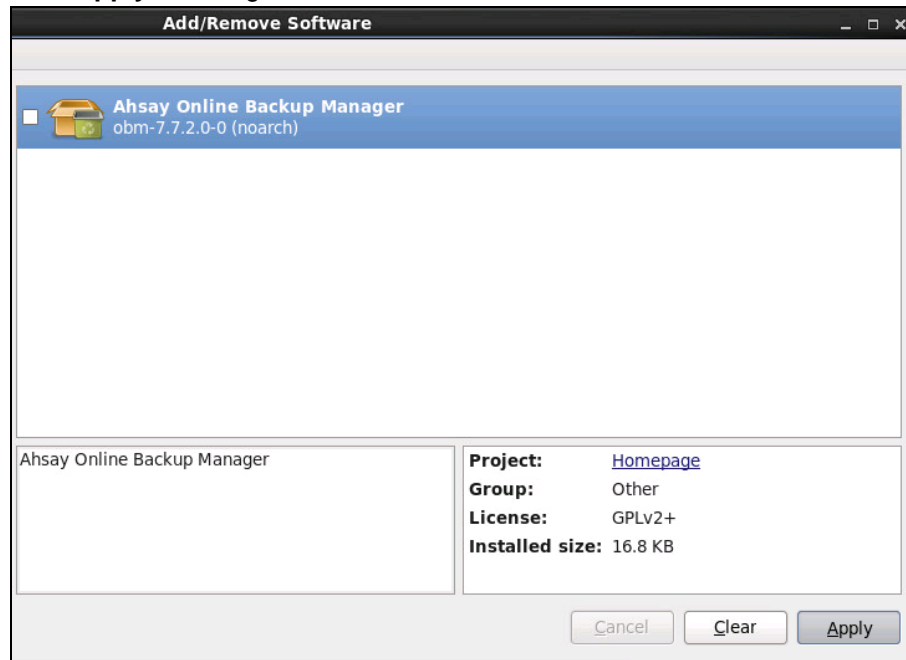 Add/Remove Software
Ahsay Online Backup Manager
obm-7.7.2.0-0 (noarch)
Ahsay Online Backup Manager
Project: Homepage
Group: Other
License: GPLv2+
Installed size: 16.8 KB
Cancel Clear Apply